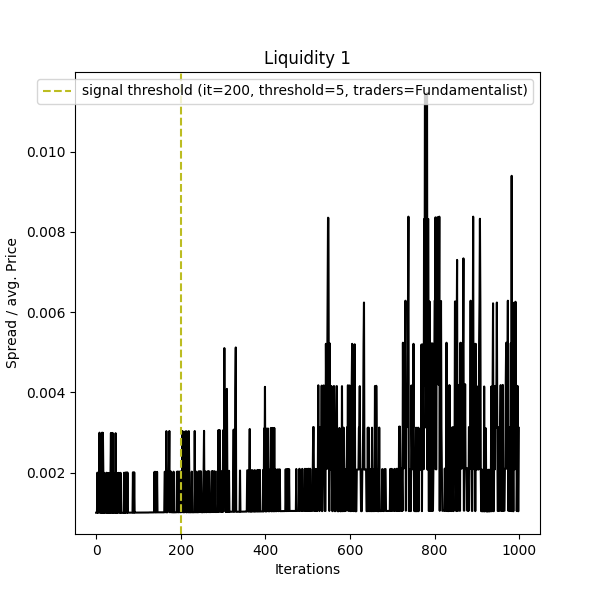 Liquidity 1
signal threshold (it=200, threshold=5, traders=Fundamentalist)
0.010
0.008
0.006
0.004
0.002
Spread / avg. Price
0 200 400 600 800 1000
Iterations